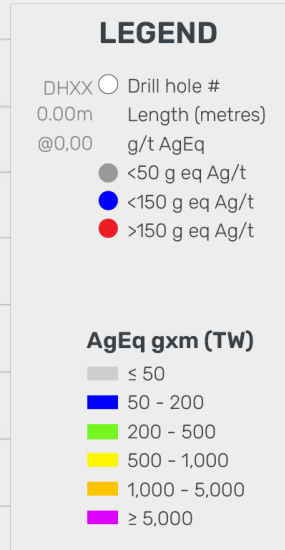 LEGEND
DHXX Drill hole #
0.00m Length (metres)
@0,00 g/t AgEq
<50 g eq Ag/t
<150 g eq Ag/t
>150 g eq Ag/t
AgEq gxm (TW)
≤ 50
50 - 200
200 - 500
500 - 1,000
1,000 - 5,000
≥ 5,000